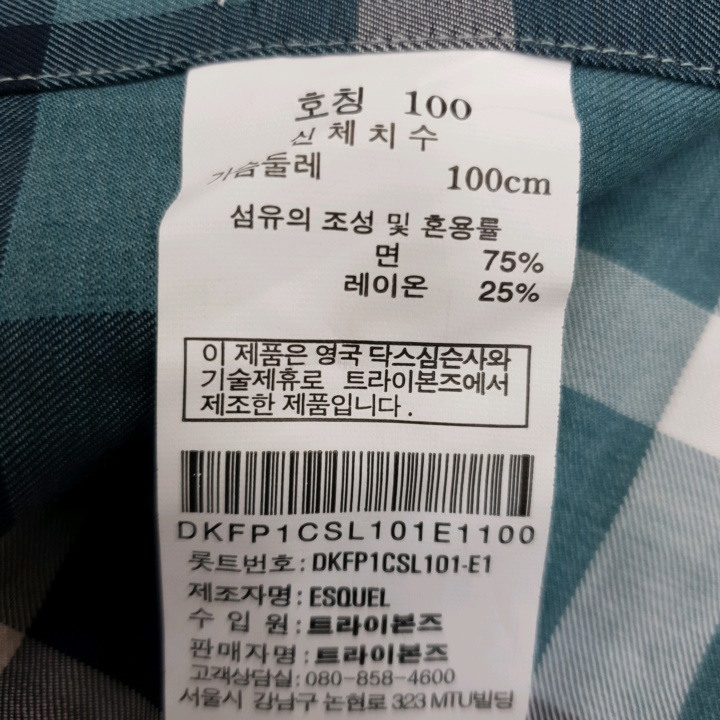 호칭 100
신체치수
가슴둘레 100cm
섬유의 조성 및 혼용률
면 75%
레이온 25%
이 제품은 영국 닥스심슨사와
기술제휴로 트라이본즈에서
제조한 제품입니다.
DKFP1CSL101E1100
롯트번호: DKFP1CSL101-E1
제조자명: ESQUEL
수 입 원: 트라이본즈
판매자명: 트라이본즈
고객상담실: 080-858-4600
서울시 강남구 논현로 323 MTU빌딩